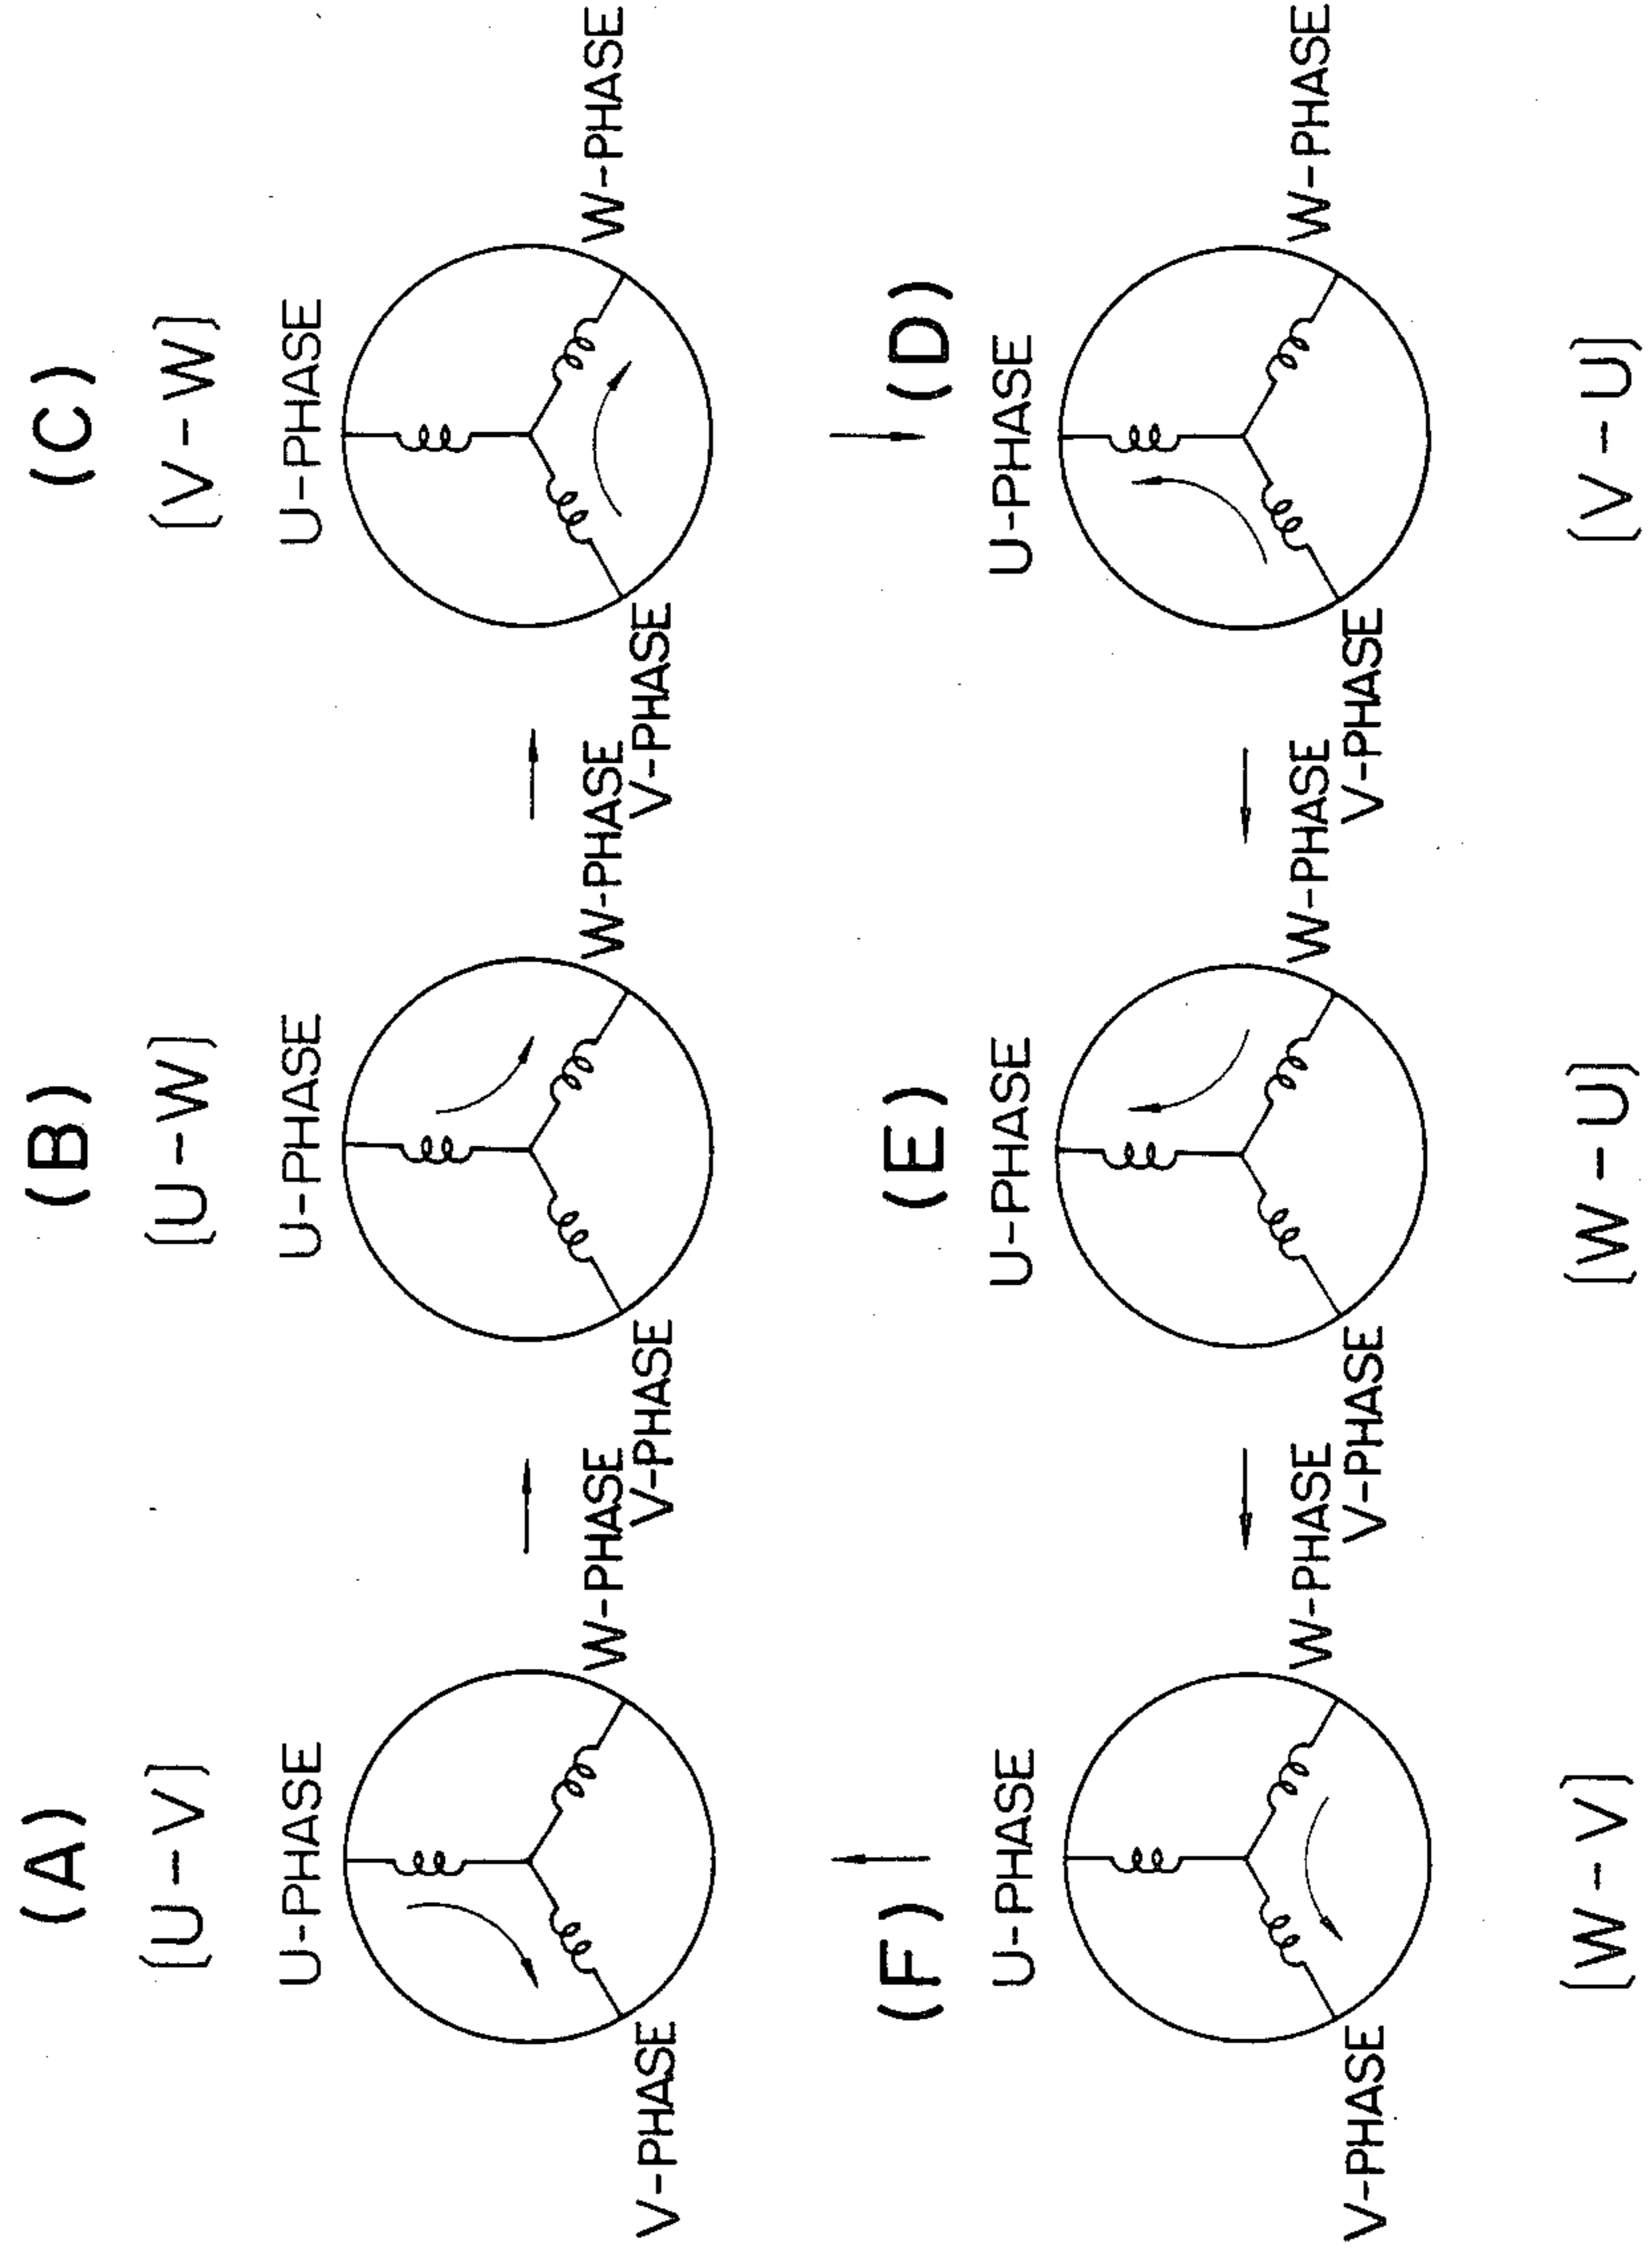 (A) (B) (C)
[U-V] [U-W] [V-W]
U-PHASE U-PHASE U-PHASE
W-PHASE W-PHASE W-PHASE
V-PHASE V-PHASE V-PHASE
(F) (E) (D)
U-PHASE U-PHASE U-PHASE
W-PHASE W-PHASE W-PHASE
V-PHASE V-PHASE V-PHASE
[W-V] [W-U] [V-U]